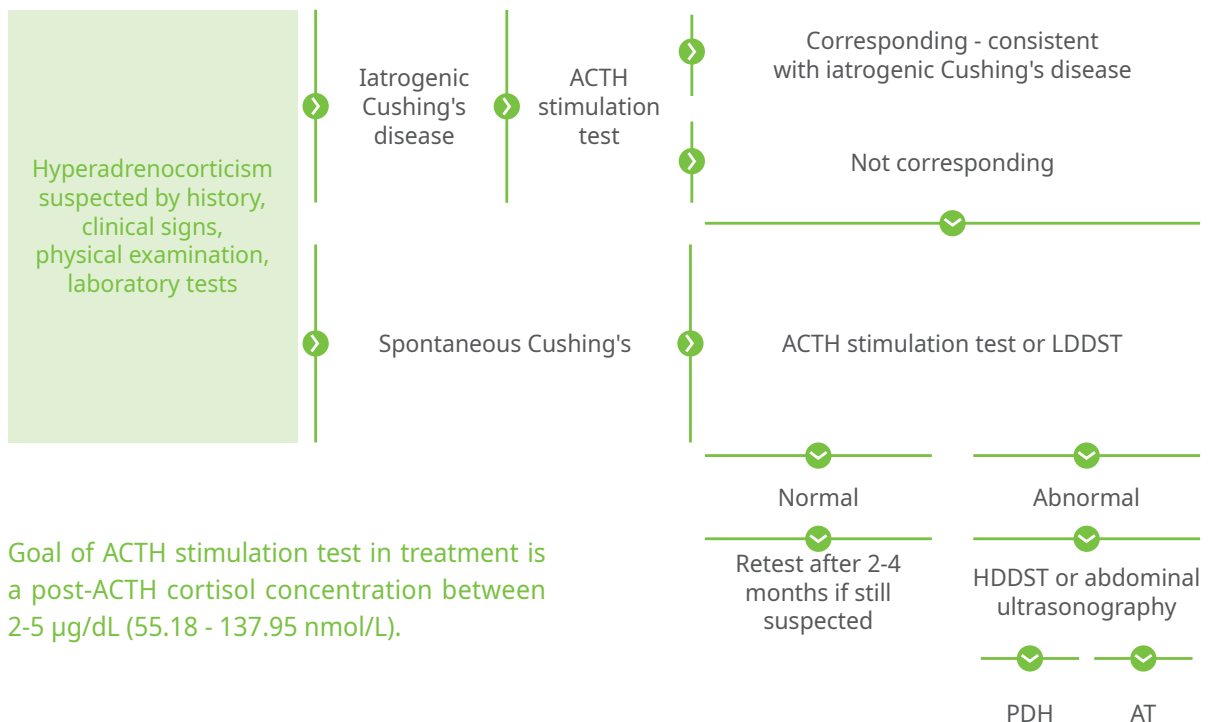 Hyperadrenocorticism
suspected by history,
clinical signs,
physical examination,
laboratory tests
Iatrogenic
Cushing's
disease
ACTH
stimulation
test
Corresponding - consistent
with iatrogenic Cushing's disease
Not corresponding
Spontaneous Cushing's
ACTH stimulation test or LDDST
Normal
Abnormal
Retest after 2-4
months if still
suspected
HDDST or abdominal
ultrasonography
PDH
AT
Goal of ACTH stimulation test in treatment is
a post-ACTH cortisol concentration between
2-5 µg/dL (55.18 - 137.95 nmol/L).